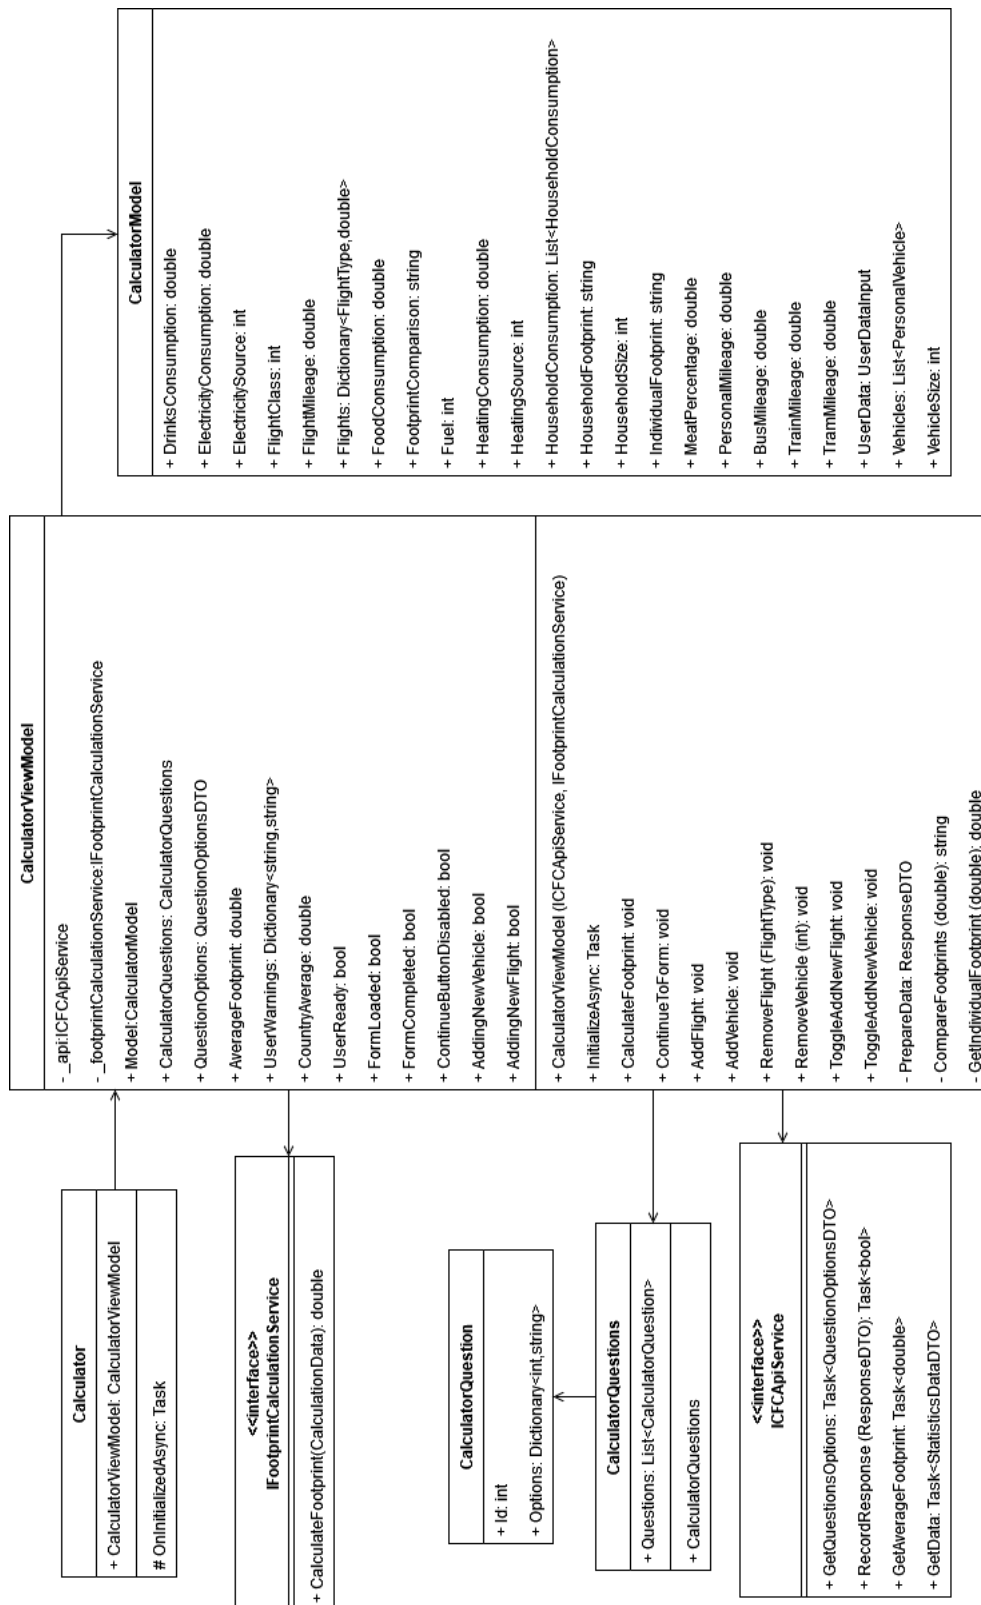 Calculator
+ CalculatorViewModel: CalculatorViewModel
# OnInitializedAsync: Task
<<interface>>
IFootprintCalculationService
+ CalculateFootprint(CalculationData): double
CalculatorQuestion
+ Id: int
+ Options: Dictionary<int,string>
CalculatorQuestions
+ Questions: List<CalculatorQuestion>
+ CalculatorQuestions
<<interface>>
ICFCApiService
+ GetQuestionsOptions: Task<QuestionOptionsDTO>
+ RecordResponse (ResponseDTO): Task<bool>
+ GetAverageFootprint: Task<double>
+ GetData: Task<StatisticsDataDTO>
CalculatorViewModel
- _api:ICFCApiService
- _footprintCalculationService:IFootprintCalculationService
+ Model:CalculatorModel
+ CalculatorQuestions: CalculatorQuestions
+ QuestionOptions: QuestionOptionsDTO
+ AverageFootprint: double
+ UserWarnings: Dictionary<string,string>
+ CountryAverage: double
+ UserReady: bool
+ FormLoaded: bool
+ FormCompleted: bool
+ ContinueButtonDisabled: bool
+ AddingNewVehicle: bool
+ AddingNewFlight: bool
+ CalculatorViewModel (ICFCApiService, IFootprintCalculationService)
+ InitializeAsync: Task
+ CalculateFootprint: void
+ ContinueToForm: void
+ AddFlight: void
+ AddVehicle: void
+ RemoveFlight (FlightType): void
+ RemoveVehicle (int): void
+ ToggleAddNewFlight: void
+ ToggleAddNewVehicle: void
- PrepareData: ResponseDTO
- CompareFootprints (double): string
- GetIndividualFootprint (double): double
CalculatorModel
+ DrinksConsumption: double
+ ElectricityConsumption: double
+ ElectricitySource: int
+ FlightClass: int
+ FlightMileage: double
+ Flights: Dictionary<FlightType,double>
+ FoodConsumption: double
+ FootprintComparison: string
+ Fuel: int
+ HeatingConsumption: double
+ HeatingSource: int
+ HouseholdConsumption: List<HouseholdConsumption>
+ HouseholdFootprint: string
+ HouseholdSize: int
+ IndividualFootprint: string
+ MeatPercentage: double
+ PersonalMileage: double
+ BusMileage: double
+ TrainMileage: double
+ TramMileage: double
+ UserData: UserDataInput
+ Vehicles: List<PersonalVehicle>
+ VehicleSize: int